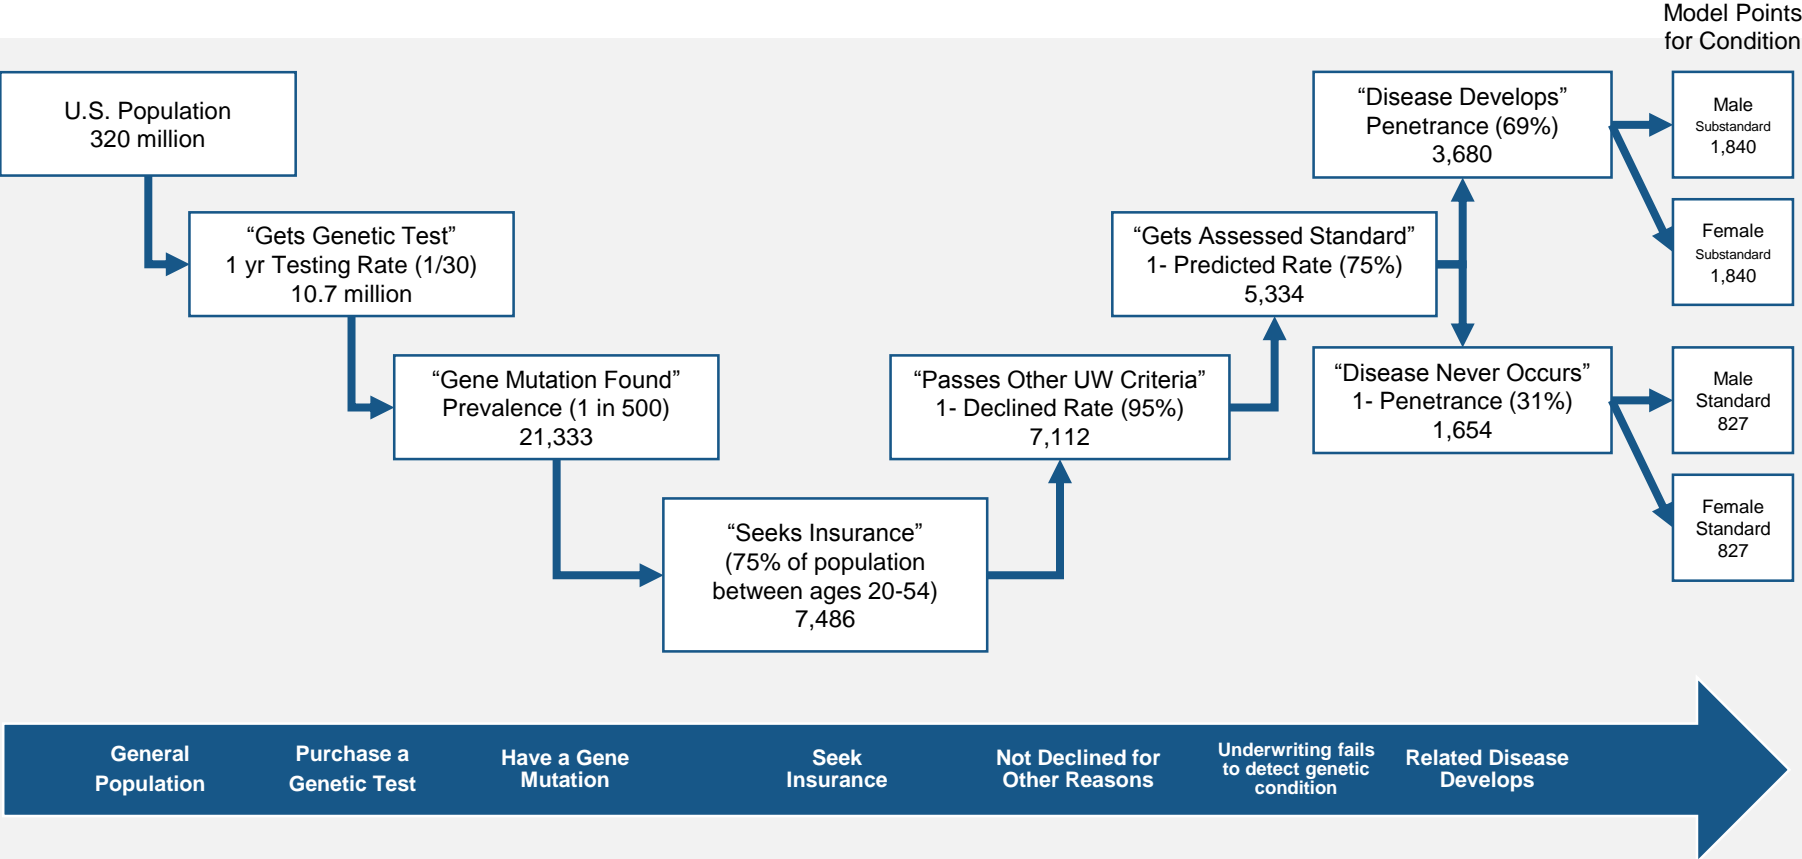 Model Points
for Condition
U.S. Population
320 million
“Gets Genetic Test”
1 yr Testing Rate (1/30)
10.7 million
“Gene Mutation Found”
Prevalence (1 in 500)
21,333
“Seeks Insurance”
(75% of population
between ages 20-54)
7,486
“Passes Other UW Criteria”
1- Declined Rate (95%)
7,112
“Gets Assessed Standard”
1- Predicted Rate (75%)
5,334
“Disease Develops”
Penetrance (69%)
3,680
“Disease Never Occurs”
1- Penetrance (31%)
1,654
Male
Substandard
1,840
Female
Substandard
1,840
Male
Standard
827
Female
Standard
827
General
Population
Purchase a
Genetic Test
Have a Gene
Mutation
Seek
Insurance
Not Declined for
Other Reasons
Underwriting fails
to detect genetic
condition
Related Disease
Develops